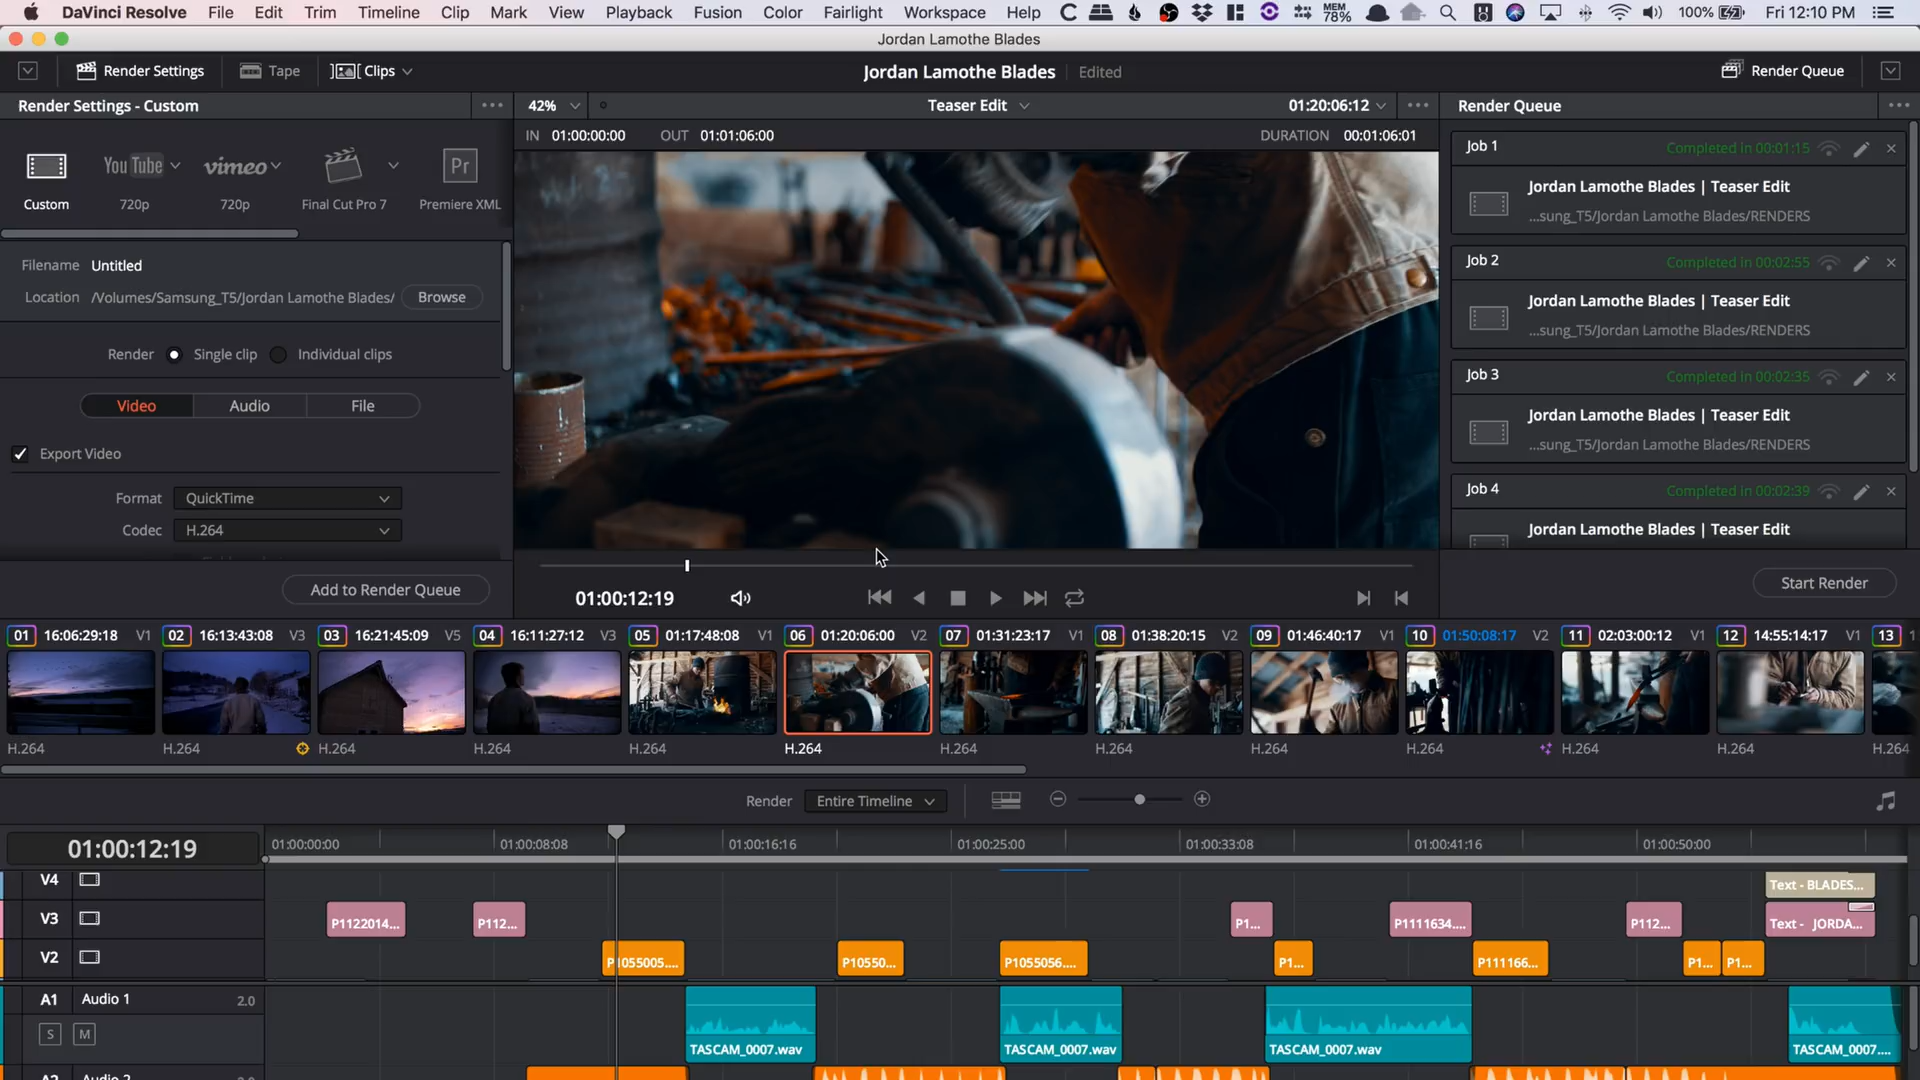 DaVinci Resolve File Edit Trim Timeline Clip Mark View Playback Fusion Color Fairlight Workspace Help MEM 78% 100% Fri 12:10 PM
Jordan Lamothe Blades
Render Settings Tape Clips Jordan Lamothe Blades Edited Render Queue
Render Settings - Custom 42% Teaser Edit 01:20:06:12 Render Queue
IN 01:00:00:00 OUT 01:01:06:00 DURATION 00:01:06:01
YouTube vimeo Pr
Custom 720p 720p Final Cut Pro 7 Premiere XML
Job 1 Completed in 00:01:15
Jordan Lamothe Blades | Teaser Edit
...sung_T5/Jordan Lamothe Blades/RENDERS
Job 2 Completed in 00:02:55
Jordan Lamothe Blades | Teaser Edit
...sung_T5/Jordan Lamothe Blades/RENDERS
Job 3 Completed in 00:02:35
Jordan Lamothe Blades | Teaser Edit
...sung_T5/Jordan Lamothe Blades/RENDERS
Job 4 Completed in 00:02:39
Jordan Lamothe Blades | Teaser Edit
Filename Untitled
Location /Volumes/Samsung_T5/Jordan Lamothe Blades/ Browse
Render Single clip Individual clips
Video Audio File
Export Video
Format QuickTime
Codec H.264
Add to Render Queue
01:00:12:19
Start Render
01 16:06:29:18 V1 02 16:13:43:08 V3 03 16:21:45:09 V5 04 16:11:27:12 V3 05 01:17:48:08 V1 06 01:20:06:00 V2 07 01:31:23:17 V1 08 01:38:20:15 V2 09 01:46:40:17 V1 10 01:50:08:17 V2 11 02:03:00:12 V1 12 14:55:14:17 V1 13
H.264 H.264 H.264 H.264 H.264 H.264 H.264 H.264 H.264 H.264 H.264 H.264 H.264
Render Entire Timeline
01:00:12:19 01:00:00:00 01:00:08:08 01:00:16:16 01:00:25:00 01:00:33:08 01:00:41:16 01:00:50:00
V4 Text - BLADES...
V3 P1122014.... P112... P1... P1111634.... P112... Text - JORDA...
V2 P1055005.... P10550... P1055056.... P1... P111166... P1... P1...
A1 Audio 1 2.0
S M
TASCAM_0007.wav TASCAM_0007.wav TASCAM_0007.wav TASCAM_0007....
A2 Audio 2 2.0